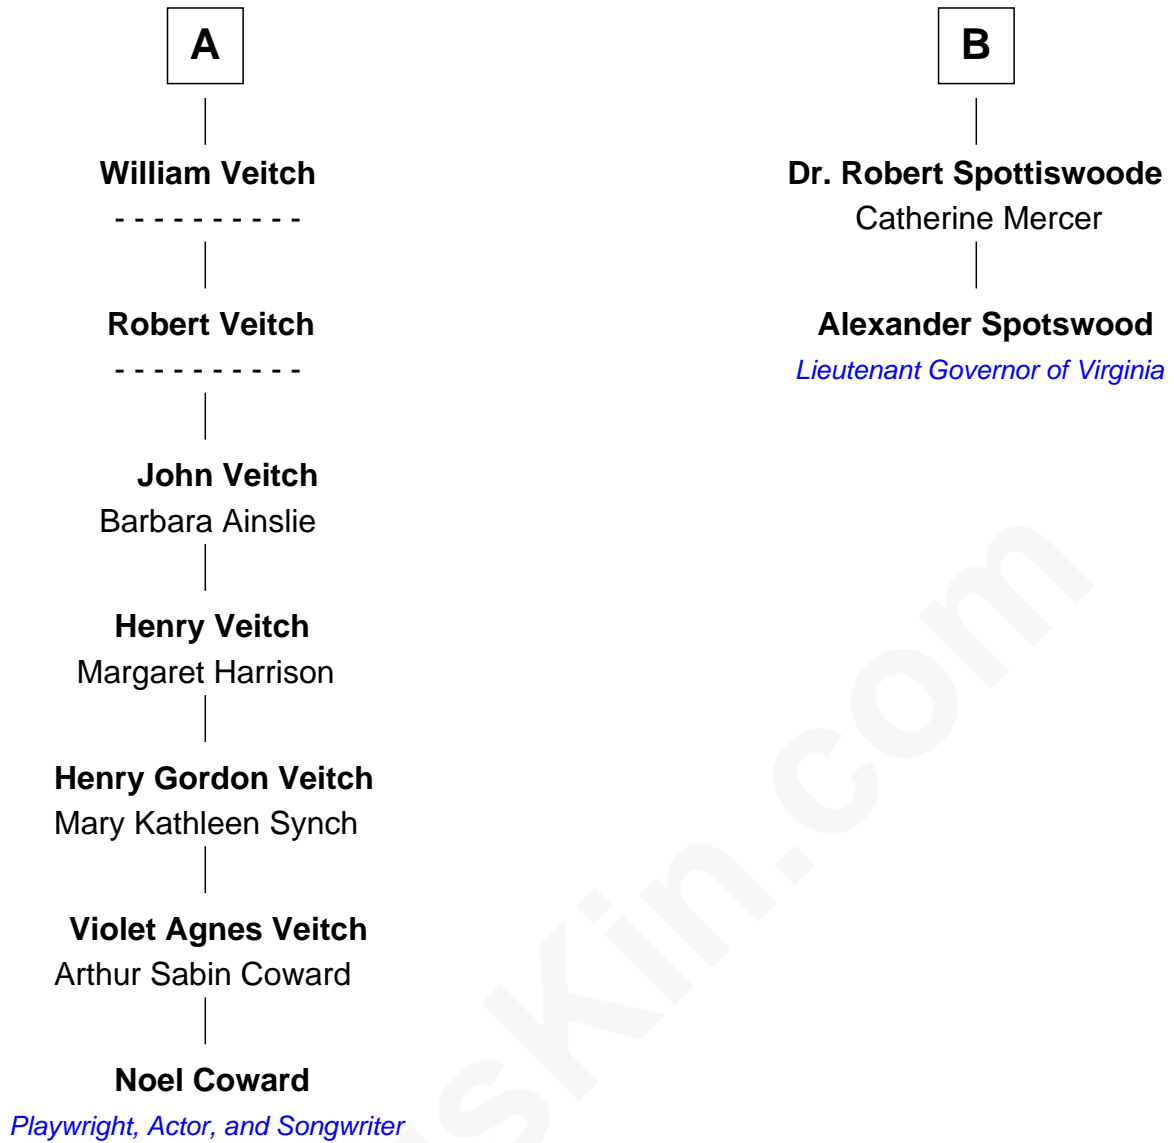 A
William Veitch
- - - - - - - - - -
Robert Veitch
- - - - - - - - - -
John Veitch
Barbara Ainslie
Henry Veitch
Margaret Harrison
Henry Gordon Veitch
Mary Kathleen Synch
Violet Agnes Veitch
Arthur Sabin Coward
Noel Coward
Playwright, Actor, and Songwriter
B
Dr. Robert Spottiswoode
Catherine Mercer
Alexander Spotswood
Lieutenant Governor of Virginia
sKin.com